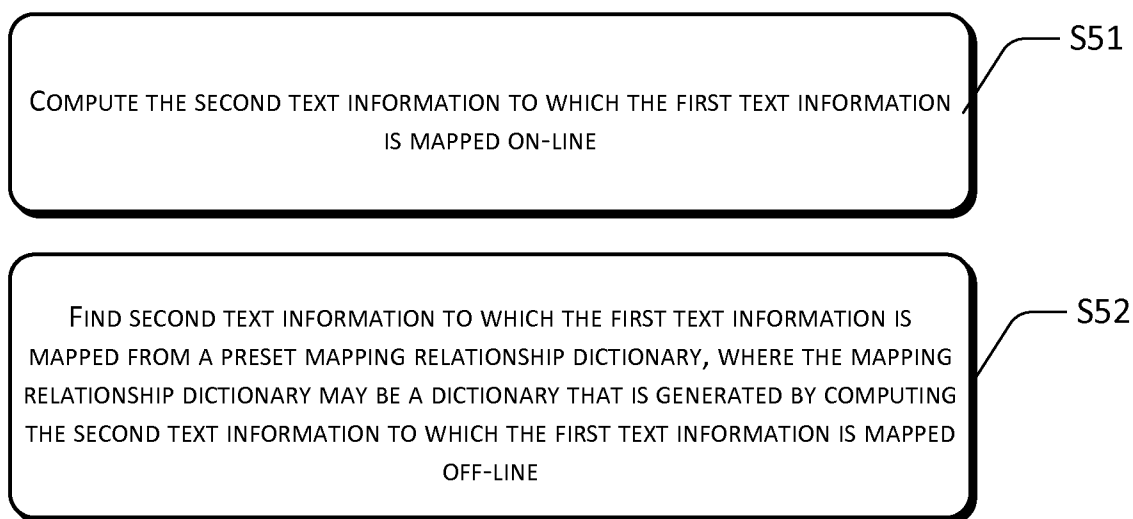 S51
COMPUTE THE SECOND TEXT INFORMATION TO WHICH THE FIRST TEXT INFORMATION
IS MAPPED ON-LINE
S52
FIND SECOND TEXT INFORMATION TO WHICH THE FIRST TEXT INFORMATION IS
MAPPED FROM A PRESET MAPPING RELATIONSHIP DICTIONARY, WHERE THE MAPPING
RELATIONSHIP DICTIONARY MAY BE A DICTIONARY THAT IS GENERATED BY COMPUTING
THE SECOND TEXT INFORMATION TO WHICH THE FIRST TEXT INFORMATION IS MAPPED
OFF-LINE